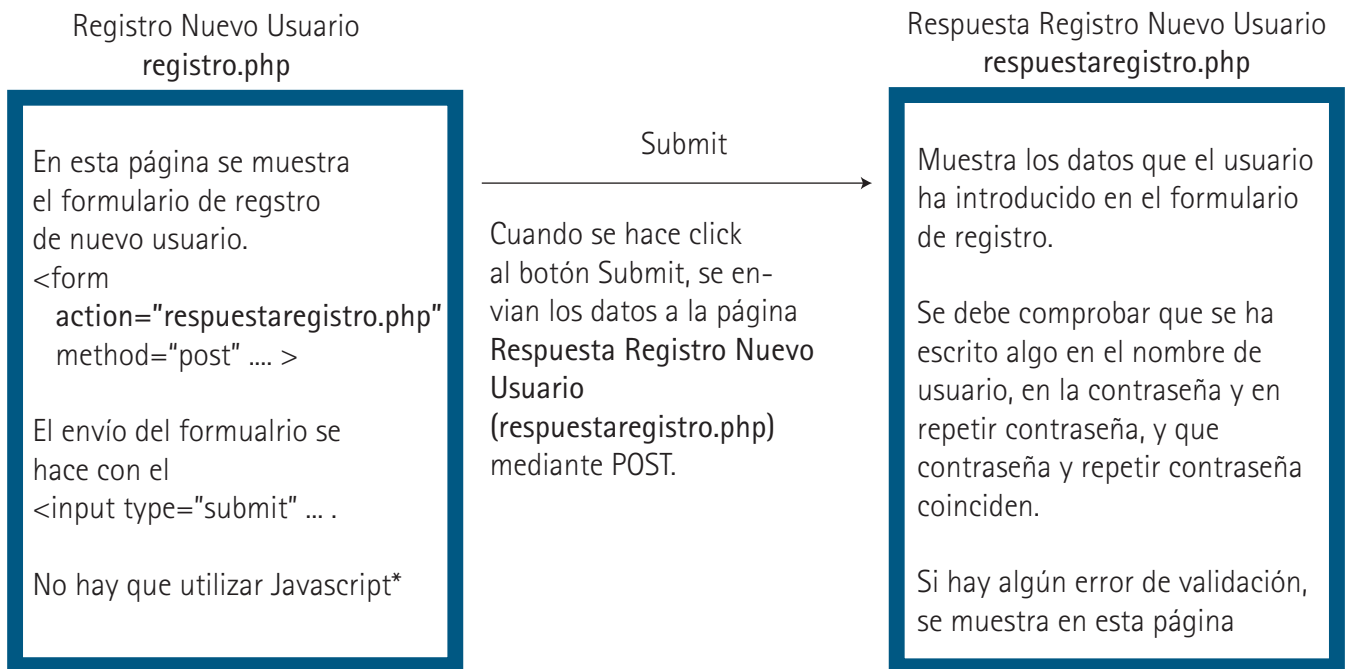 Registro Nuevo Usuario
registro.php
En esta página se muestra
el formulario de regstro
de nuevo usuario.
<form
action="respuestaregistro.php"
method="post" .... >
El envío del formualrio se
hace con el
<input type="submit" ... .
No hay que utilizar Javascript*
Submit
Cuando se hace click
al botón Submit, se en-
vian los datos a la página
Respuesta Registro Nuevo
Usuario
(respuestaregistro.php)
mediante POST.
Respuesta Registro Nuevo Usuario
respuestaregistro.php
Muestra los datos que el usuario
ha introducido en el formulario
de registro.
Se debe comprobar que se ha
escrito algo en el nombre de
usuario, en la contraseña y en
repetir contraseña, y que
contraseña y repetir contraseña
coinciden.
Si hay algún error de validación,
se muestra en esta página